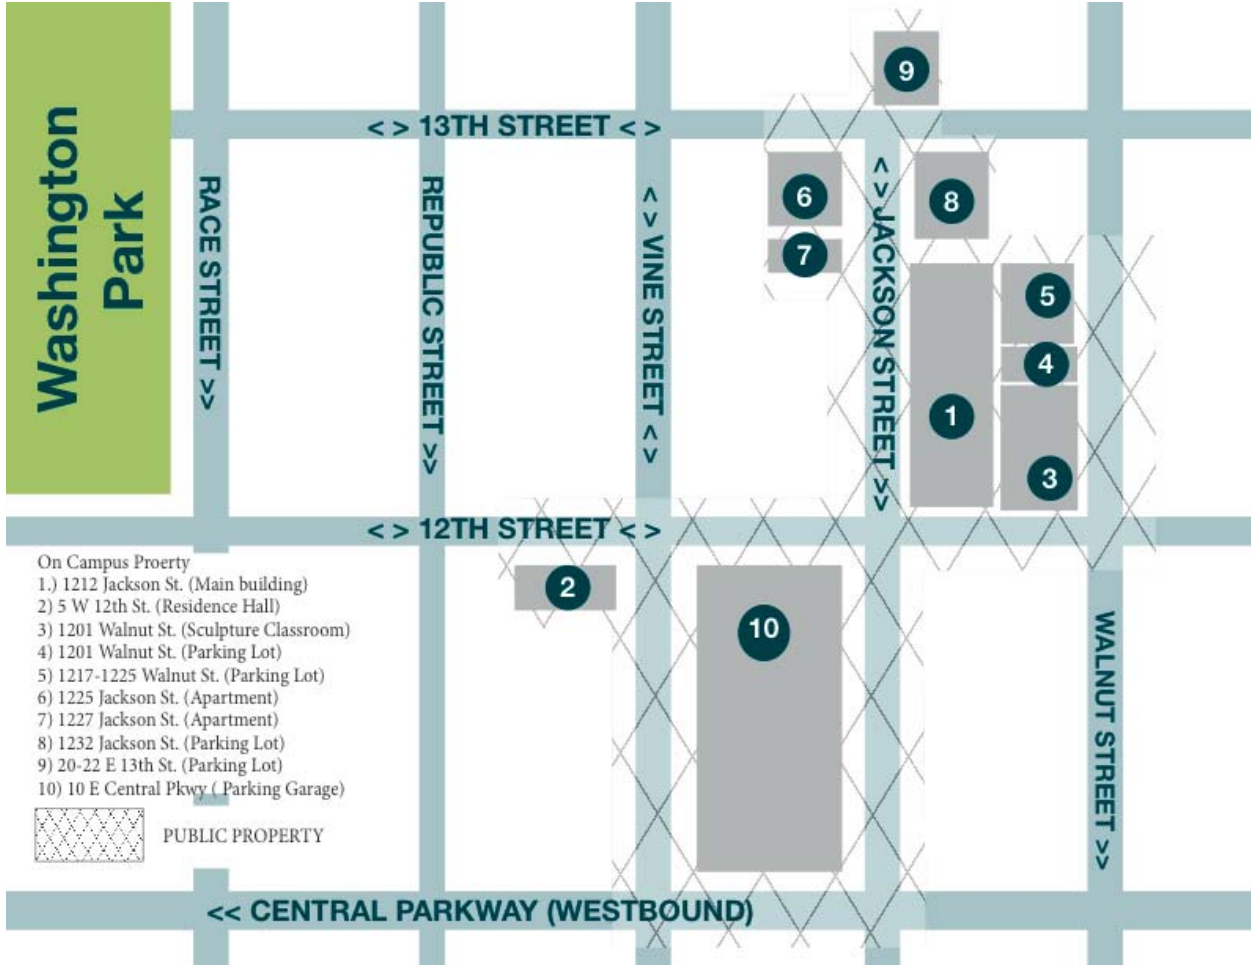 Washington
Park
< > 13TH STREET < >
RACE STREET >>
REPUBLIC STREET >>
< > VINE STREET < >
< > JACKSON STREET >>
WALNUT STREET >>
9
6
8
7
5
4
1
3
< > 12TH STREET < >
2
10
On Campus Proerty
1.) 1212 Jackson St. (Main building)
2) 5 W 12th St. (Residence Hall)
3) 1201 Walnut St. (Sculpture Classroom)
4) 1201 Walnut St. (Parking Lot)
5) 1217-1225 Walnut St. (Parking Lot)
6) 1225 Jackson St. (Apartment)
7) 1227 Jackson St. (Apartment)
8) 1232 Jackson St. (Parking Lot)
9) 20-22 E 13th St. (Parking Lot)
10) 10 E Central Pkwy ( Parking Garage)
PUBLIC PROPERTY
<< CENTRAL PARKWAY (WESTBOUND)